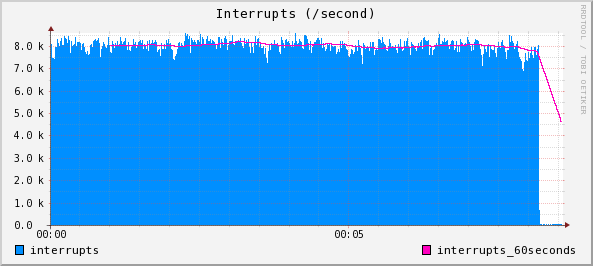 Interrupts (/second)
RRDTOOL / TOBI OETIKER
8.0 k
7.0 k
6.0 k
5.0 k
4.0 k
3.0 k
2.0 k
1.0 k
0.0
00:00 00:05
interrupts interrupts_60seconds